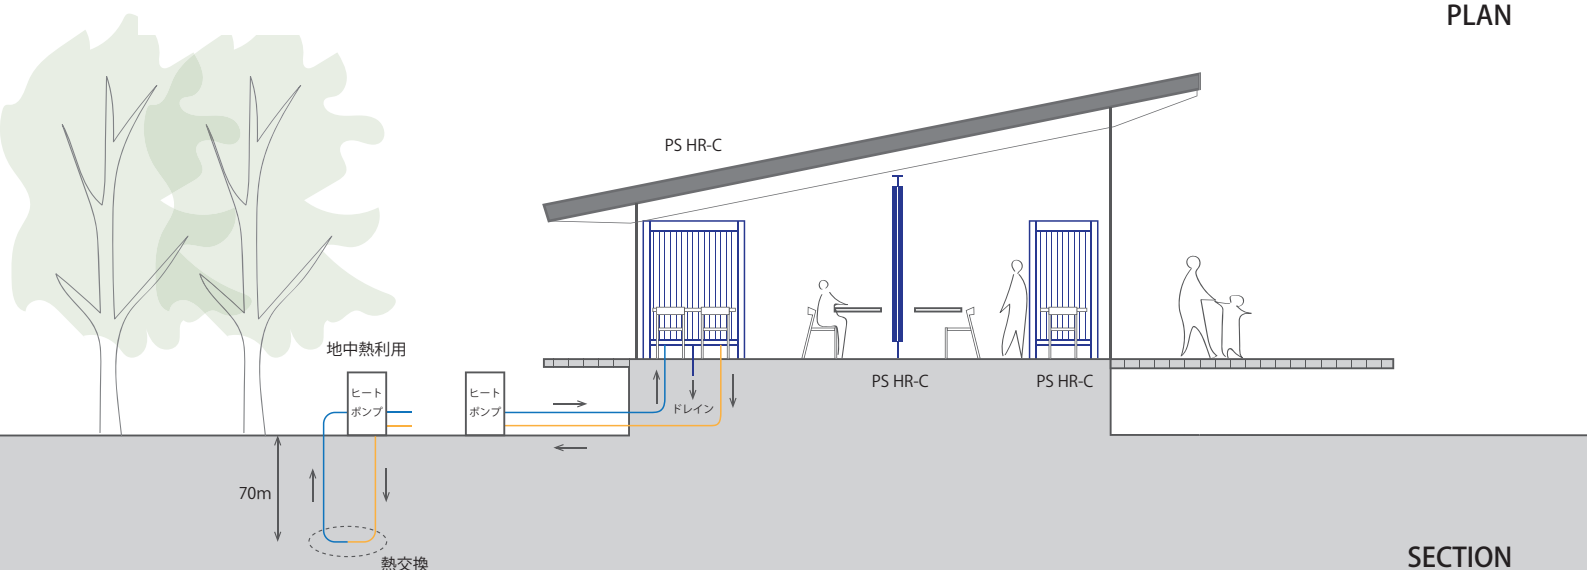 PLAN
PS HR-C
地中熱利用
ヒート
ポンプ
ヒート
ポンプ
ドレイン
PS HR-C
PS HR-C
70m
熱交換
SECTION